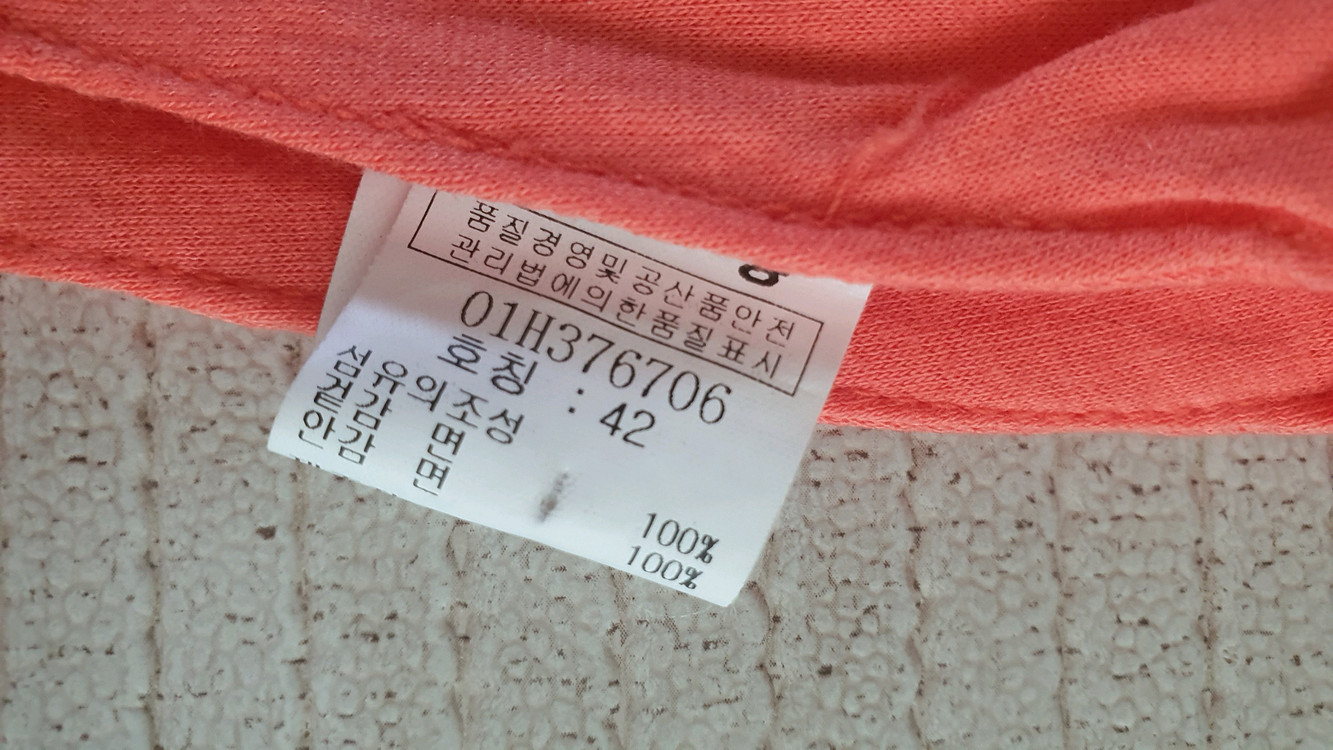 품질경영및공산품안전
관리법에의한품질표시
01H376706
호칭 : 42
섬유의조성
겉감 면 100%
안감 면 100%